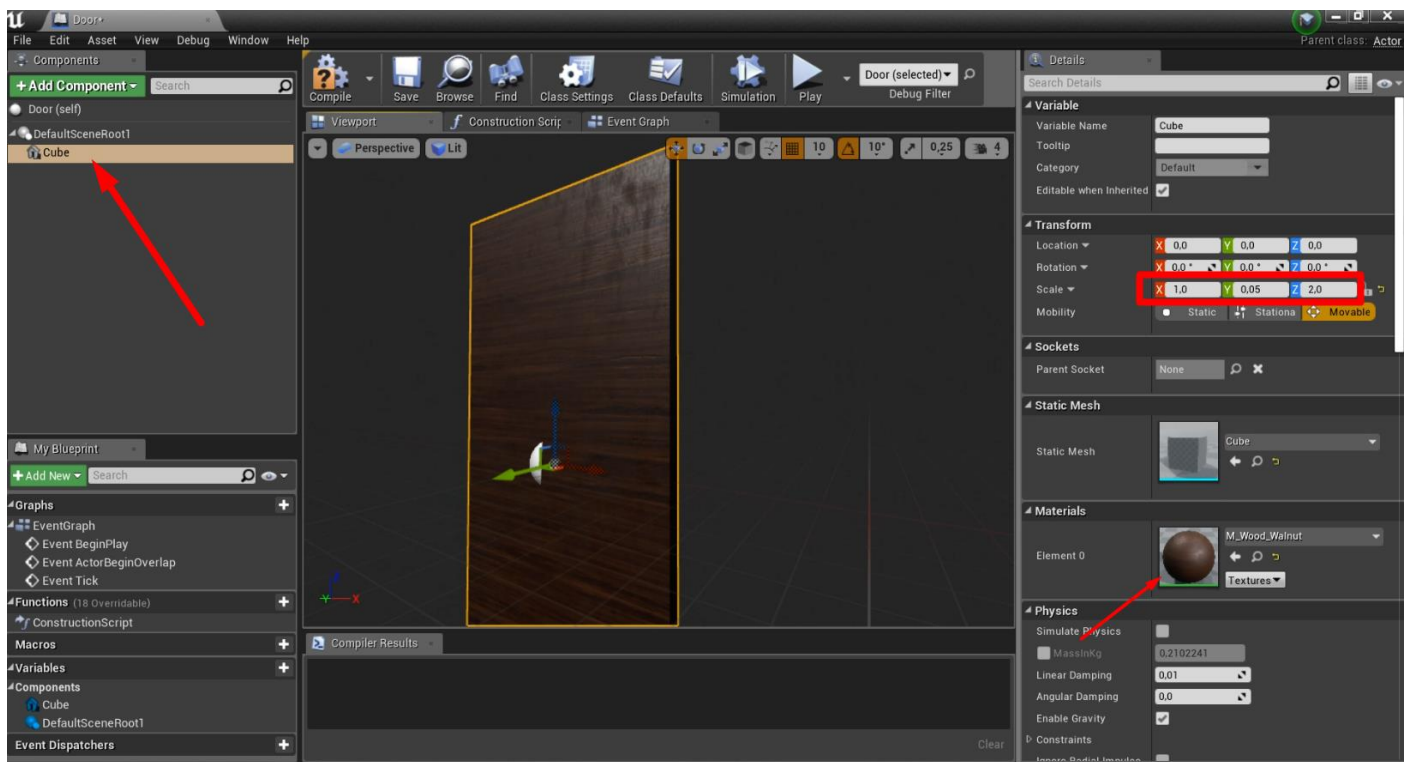 Door•
File Edit Asset View Debug Window Help
Parent class: Actor
Components
+Add Component Search
Door (self)
DefaultSceneRoot1
Cube
My Blueprint
+Add New Search
Graphs
EventGraph
Event BeginPlay
Event ActorBeginOverlap
Event Tick
Functions (18 Overridable)
ConstructionScript
Macros
Variables
Components
Cube
DefaultSceneRoot1
Event Dispatchers
Compile Save Browse Find Class Settings Class Defaults Simulation Play
Door (selected)
Debug Filter
Viewport Construction Scrip Event Graph
Perspective Lit 10 10° 0,25 4
Z
Y X
Compiler Results
Clear
Details
Search Details
Variable
Variable Name Cube
Tooltip
Category Default
Editable when Inherited
Transform
Location X 0,0 Y 0,0 Z 0,0
Rotation X 0,0 ° Y 0,0 ° Z 0,0 °
Scale X 1,0 Y 0,05 Z 2,0
Mobility Static Stationa Movable
Sockets
Parent Socket None
Static Mesh
Static Mesh Cube
Materials
Element 0 M_Wood_Walnut
Textures
Physics
Simulate Physics
MassInKg 0,2102241
Linear Damping 0,01
Angular Damping 0,0
Enable Gravity
Constraints
Ignore Radial Impulse